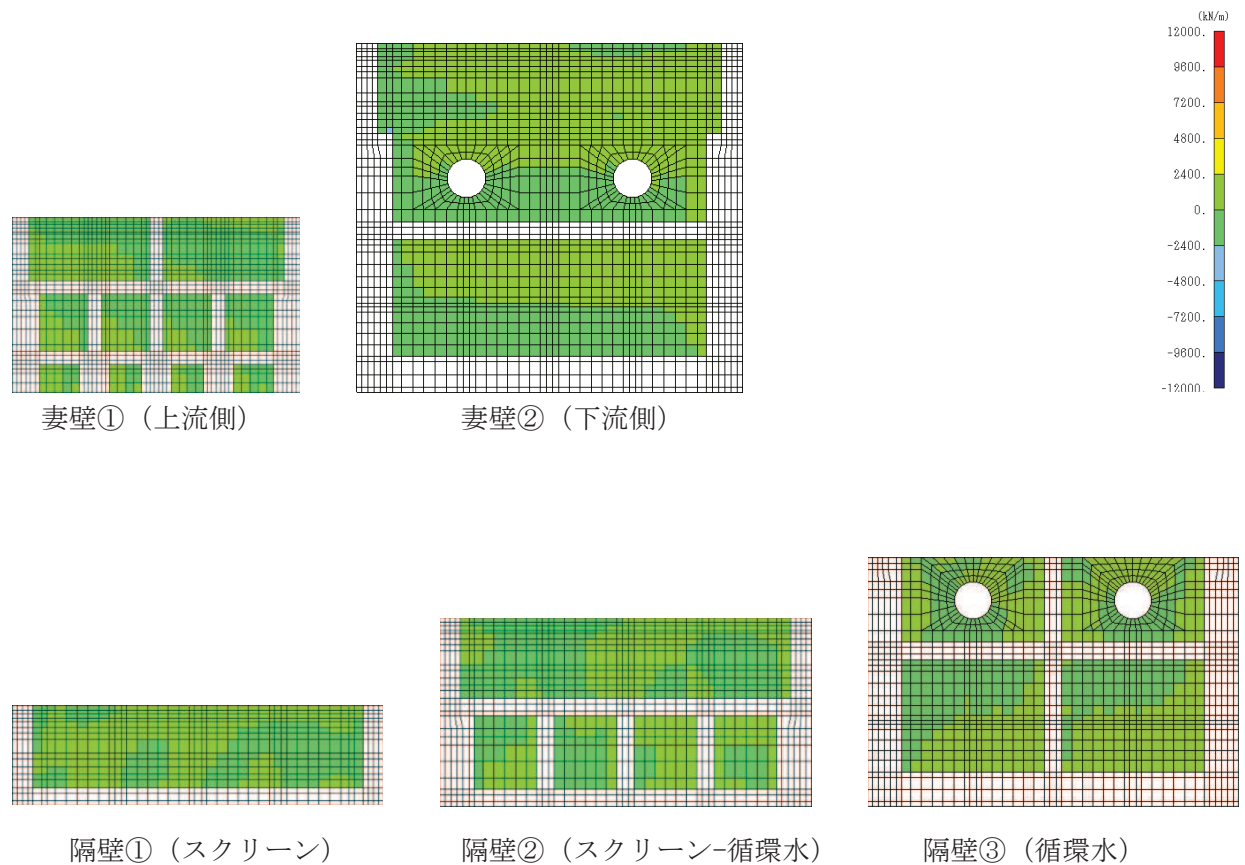 (kN/m)
12000.
9600.
7200.
4800.
2400.
0.
-2400.
-4800.
-7200.
-9600.
-12000.
妻壁①（上流側）
妻壁②（下流側）
隔壁①（スクリーン）
隔壁②（スクリーン-循環水）
隔壁③（循環水）